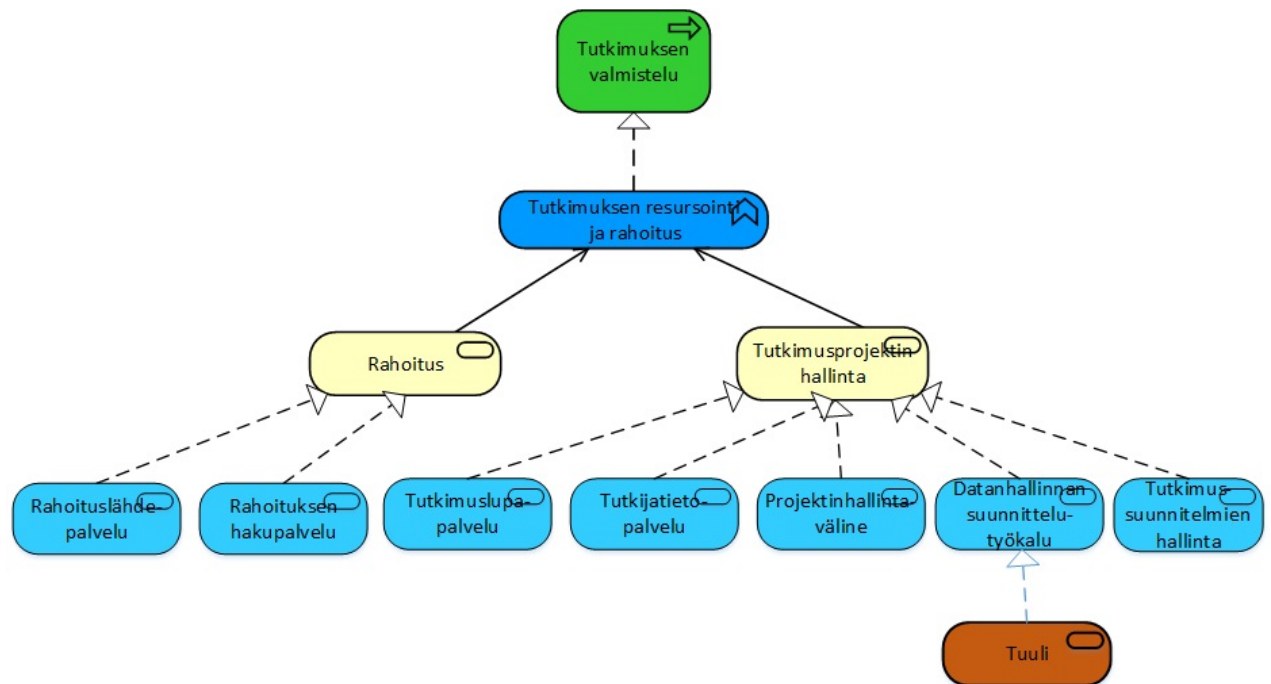 Tutkimuksen
valmistelu
Tutkimuksen resursointi
ja rahoitus
Rahoitus
Tutkimusprojektin
hallinta
Rahoituslähde-
palvelu
Rahoituksen
hakupalvelu
Tutkimuslupa-
palvelu
Tutkijatieto-
palvelu
Projektinhallinta-
väline
Datanhallinnan
suunnittelu-
työkalu
Tutkimus-
suunnitelmien
hallinta
Tuuli